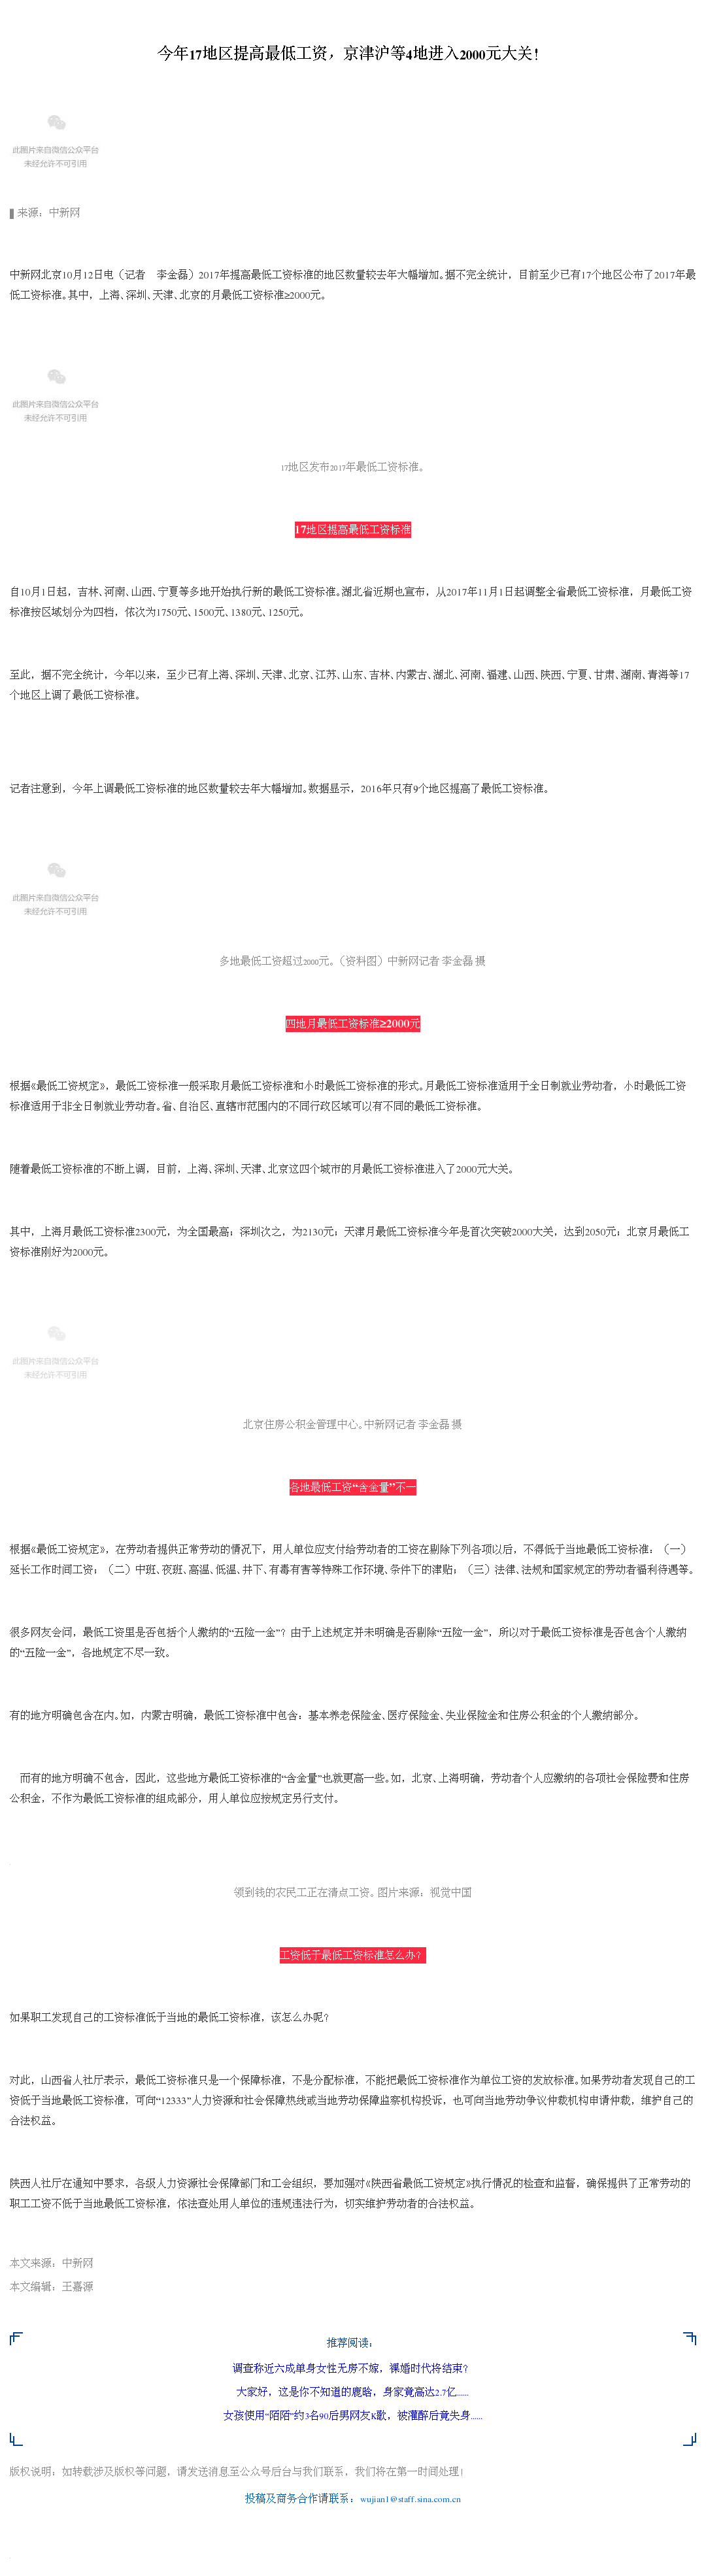 今年17地区提高最低工资，京津沪等4地进入2000元大关！
此图片来自微信公众平台
未经允许不可引用
来源：中新网
中新网北京10月12日电（记者　李金磊）2017年提高最低工资标准的地区数量较去年大幅增加。据不完全统计，目前至少已有17个地区公布了2017年最
低工资标准。其中，上海、深圳、天津、北京的月最低工资标准≥2000元。
此图片来自微信公众平台
未经允许不可引用
17地区发布2017年最低工资标准。
17地区提高最低工资标准
自10月1日起，吉林、河南、山西、宁夏等多地开始执行新的最低工资标准。湖北省近期也宣布，从2017年11月1日起调整全省最低工资标准，月最低工资
标准按区域划分为四档，依次为1750元、1500元、1380元、1250元。
至此，据不完全统计，今年以来，至少已有上海、深圳、天津、北京、江苏、山东、吉林、内蒙古、湖北、河南、福建、山西、陕西、宁夏、甘肃、湖南、青海等17
个地区上调了最低工资标准。
记者注意到，今年上调最低工资标准的地区数量较去年大幅增加。数据显示，2016年只有9个地区提高了最低工资标准。
此图片来自微信公众平台
未经允许不可引用
多地最低工资超过2000元。（资料图）中新网记者 李金磊 摄
四地月最低工资标准≥2000元
根据《最低工资规定》，最低工资标准一般采取月最低工资标准和小时最低工资标准的形式。月最低工资标准适用于全日制就业劳动者，小时最低工资
标准适用于非全日制就业劳动者。省、自治区、直辖市范围内的不同行政区域可以有不同的最低工资标准。
随着最低工资标准的不断上调，目前，上海、深圳、天津、北京这四个城市的月最低工资标准进入了2000元大关。
其中，上海月最低工资标准2300元，为全国最高；深圳次之，为2130元；天津月最低工资标准今年是首次突破2000大关，达到2050元；北京月最低工
资标准刚好为2000元。
此图片来自微信公众平台
未经允许不可引用
北京住房公积金管理中心。中新网记者 李金磊 摄
各地最低工资“含金量”不一
根据《最低工资规定》，在劳动者提供正常劳动的情况下，用人单位应支付给劳动者的工资在剔除下列各项以后，不得低于当地最低工资标准：（一）
延长工作时间工资；（二）中班、夜班、高温、低温、井下、有毒有害等特殊工作环境、条件下的津贴；（三）法律、法规和国家规定的劳动者福利待遇等。
很多网友会问，最低工资里是否包括个人缴纳的“五险一金”？由于上述规定并未明确是否剔除“五险一金”，所以对于最低工资标准是否包含个人缴纳
的“五险一金”，各地规定不尽一致。
有的地方明确包含在内。如，内蒙古明确，最低工资标准中包含：基本养老保险金、医疗保险金、失业保险金和住房公积金的个人缴纳部分。
而有的地方明确不包含，因此，这些地方最低工资标准的“含金量”也就更高一些。如，北京、上海明确，劳动者个人应缴纳的各项社会保险费和住房
公积金，不作为最低工资标准的组成部分，用人单位应按规定另行支付。
领到钱的农民工正在清点工资。图片来源：视觉中国
工资低于最低工资标准怎么办？
如果职工发现自己的工资标准低于当地的最低工资标准，该怎么办呢？
对此，山西省人社厅表示，最低工资标准只是一个保障标准，不是分配标准，不能把最低工资标准作为单位工资的发放标准。如果劳动者发现自己的工
资低于当地最低工资标准，可向“12333”人力资源和社会保障热线或当地劳动保障监察机构投诉，也可向当地劳动争议仲裁机构申请仲裁，维护自己的
合法权益。
陕西人社厅在通知中要求，各级人力资源社会保障部门和工会组织，要加强对《陕西省最低工资规定》执行情况的检查和监督，确保提供了正常劳动的
职工工资不低于当地最低工资标准，依法查处用人单位的违规违法行为，切实维护劳动者的合法权益。
本文来源：中新网
本文编辑：王嘉源
推荐阅读：
调查称近六成单身女性无房不嫁，裸婚时代将结束？
大家好，这是你不知道的鹿晗，身家竟高达2.7亿......
女孩使用“陌陌”约3名90后男网友K歌，被灌醉后竟失身......
版权说明：如转载涉及版权等问题，请发送消息至公众号后台与我们联系，我们将在第一时间处理！
投稿及商务合作请联系：wujian1@staff.sina.com.cn